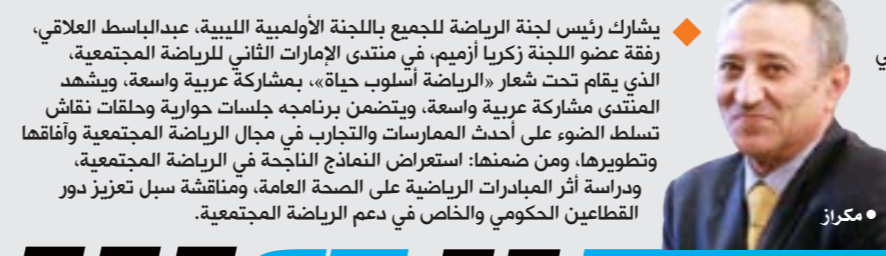 يشارك رئيس لجنة الرياضة للجميع باللجنة الأولمبية الليبية، عبدالباسط العلاقي،
رفقة عضو اللجنة زكريا أزميم، في منتدى الإمارات الثاني للرياضة المجتمعية،
الذي يقام تحت شعار «الرياضة أسلوب حياة»، بمشاركة عربية واسعة، ويشهد
المنتدى مشاركة عربية واسعة، ويتضمن برنامجه جلسات حوارية وحلقات نقاش
تسلط الضوء على أحدث الممارسات والتجارب في مجال الرياضة المجتمعية وآفاقها
وتطويرها، ومن ضمنها: استعراض النماذج الناجحة في الرياضة المجتمعية،
ودراسة أثر المبادرات الرياضية على الصحة العامة، ومناقشة سبل تعزيز دور
القطاعين الحكومي والخاص في دعم الرياضة المجتمعية.
• مكراز